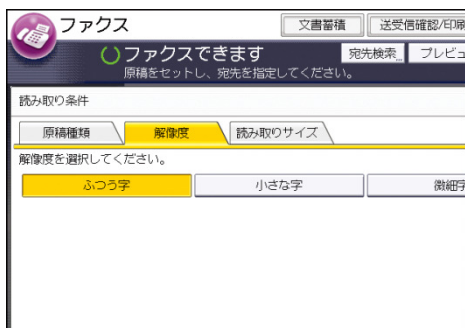 ファクス 文書蓄積 送受信確認/印刷
ファクスできます 宛先検索 プレビュ
原稿をセットし、宛先を指定してください。
読み取り条件
原稿種類 解像度 読み取りサイズ
解像度を選択してください。
ふつう字 小さな字 微細字